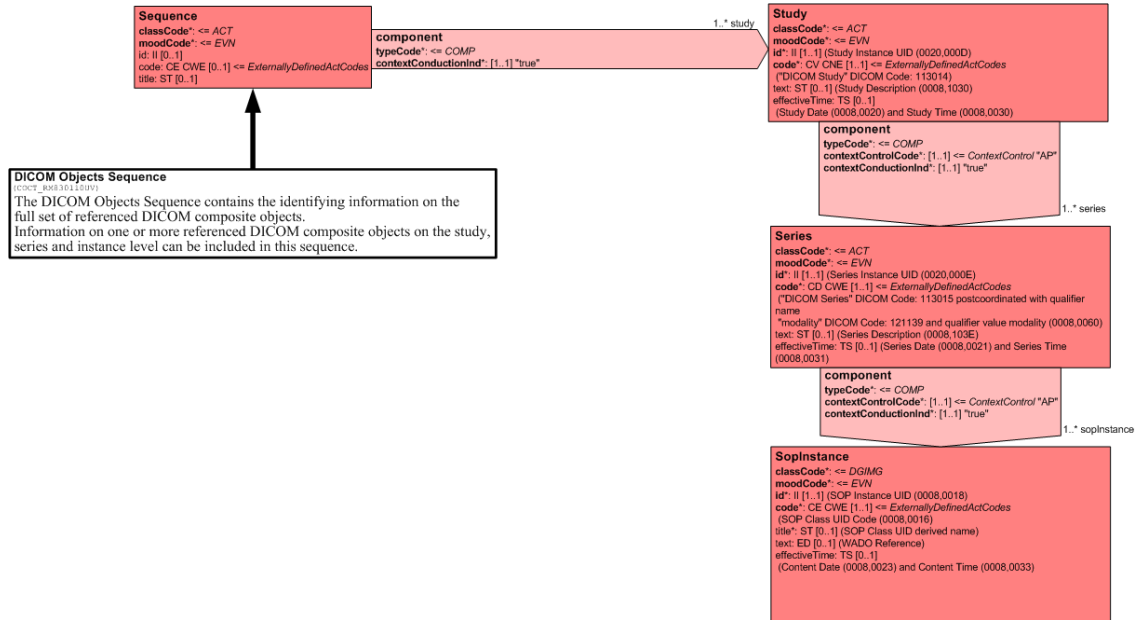 Sequence
classCode*: <= ACT
moodCode*: <= EVN
id: II [0..1]
code: CE CWE [0..1] <= ExternallyDefinedActCodes
title: ST [0..1]
component
typeCode*: <= COMP
contextConductionInd*: [1..1] "true"
1..* study
Study
classCode*: <= ACT
moodCode*: <= EVN
id*: II [1..1] (Study Instance UID (0020,000D)
code*: CV CNE [1..1] <= ExternallyDefinedActCodes
("DICOM Study" DICOM Code: 113014)
text: ST [0..1] (Study Description (0008,1030)
effectiveTime: TS [0..1]
(Study Date (0008,0020) and Study Time (0008,0030)
component
typeCode*: <= COMP
contextControlCode*: [1..1] <= ContextControl "AP"
contextConductionInd*: [1..1] "true"
1..* series
DICOM Objects Sequence
(COCT_RM830110UV)
The DICOM Objects Sequence contains the identifying information on the
full set of referenced DICOM composite objects.
Information on one or more referenced DICOM composite objects on the study,
series and instance level can be included in this sequence.
Series
classCode*: <= ACT
moodCode*: <= EVN
id*: II [1..1] (Series Instance UID (0020,000E)
code*: CD CWE [1..1] <= ExternallyDefinedActCodes
("DICOM Series" DICOM Code: 113015 postcoordinated with qualifier
name
"modality" DICOM Code: 121139 and qualifier value modality (0008,0060)
text: ST [0..1] (Series Description (0008,103E)
effectiveTime: TS [0..1] (Series Date (0008,0021) and Series Time
(0008,0031)
component
typeCode*: <= COMP
contextControlCode*: [1..1] <= ContextControl "AP"
contextConductionInd*: [1..1] "true"
1..* sopInstance
SopInstance
classCode*: <= DGIMG
moodCode*: <= EVN
id*: II [1..1] (SOP Instance UID (0008,0018)
code*: CE CWE [1..1] <= ExternallyDefinedActCodes
(SOP Class UID Code (0008,0016)
title*: ST [0..1] (SOP Class UID derived name)
text: ED [0..1] (WADO Reference)
effectiveTime: TS [0..1]
(Content Date (0008,0023) and Content Time (0008,0033)